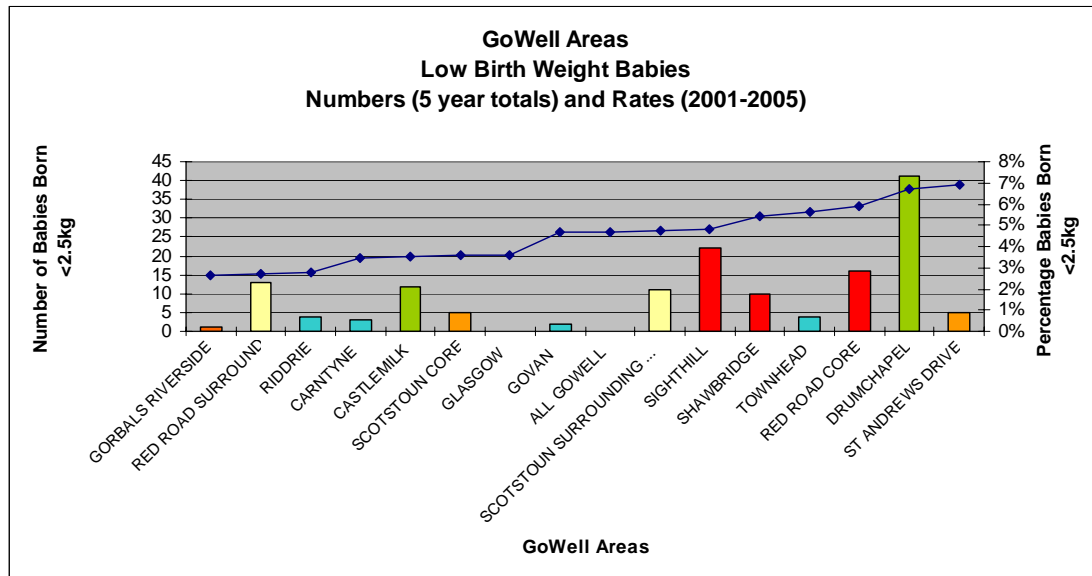 GoWell Areas
Low Birth Weight Babies
Numbers (5 year totals) and Rates (2001-2005)
Number of Babies Born
<2.5kg
45
40
35
30
25
20
15
10
5
0
8%
7%
6%
5%
4%
3%
2%
1%
0%
Percentage Babies Born
<2.5kg
GORBALS RIVERSIDE
RED ROAD SURROUND
RIDDRIE
CARNTYNE
CASTLEMILK
SCOTSTOUN CORE
GLASGOW
GOVAN
ALL GOWELL
SCOTSTOUN SURROUNDING ...
SIGHTHILL
SHAWBRIDGE
TOWNHEAD
RED ROAD CORE
DRUMCHAPEL
ST ANDREWS DRIVE
GoWell Areas